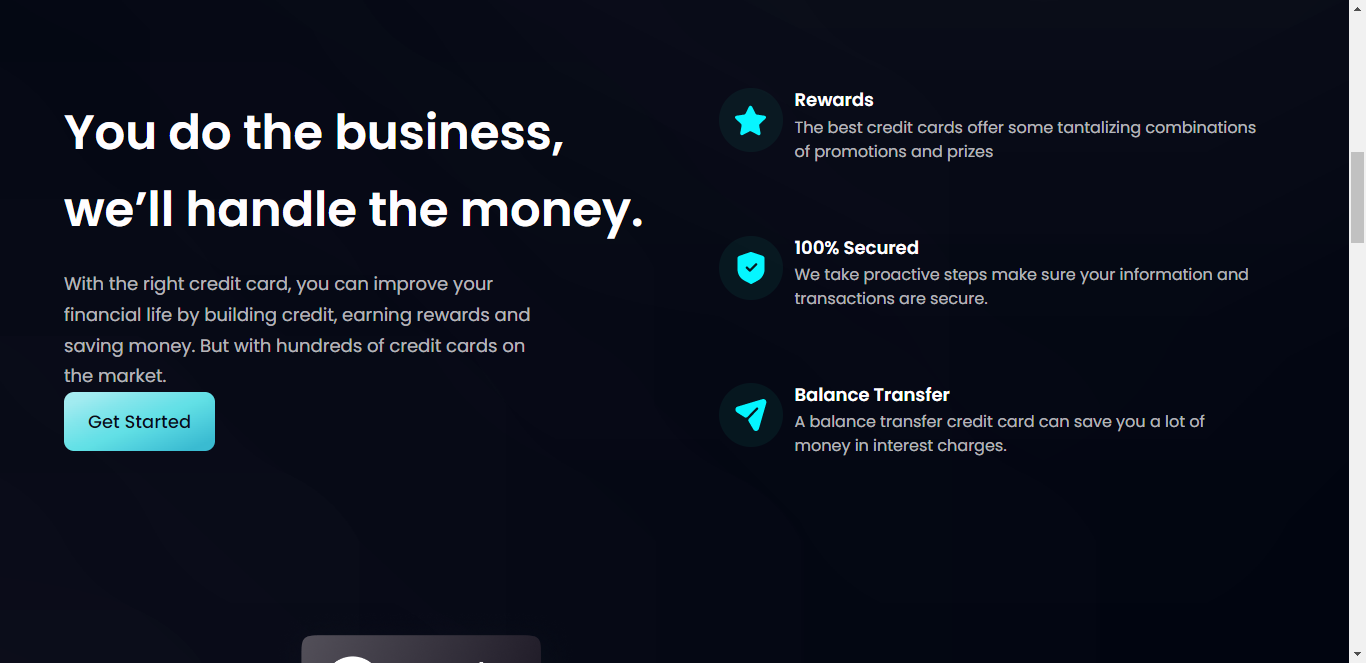 You do the business,
we’ll handle the money.
With the right credit card, you can improve your
financial life by building credit, earning rewards and
saving money. But with hundreds of credit cards on
the market.
Get Started
Rewards
The best credit cards offer some tantalizing combinations
of promotions and prizes
100% Secured
We take proactive steps make sure your information and
transactions are secure.
Balance Transfer
A balance transfer credit card can save you a lot of
money in interest charges.